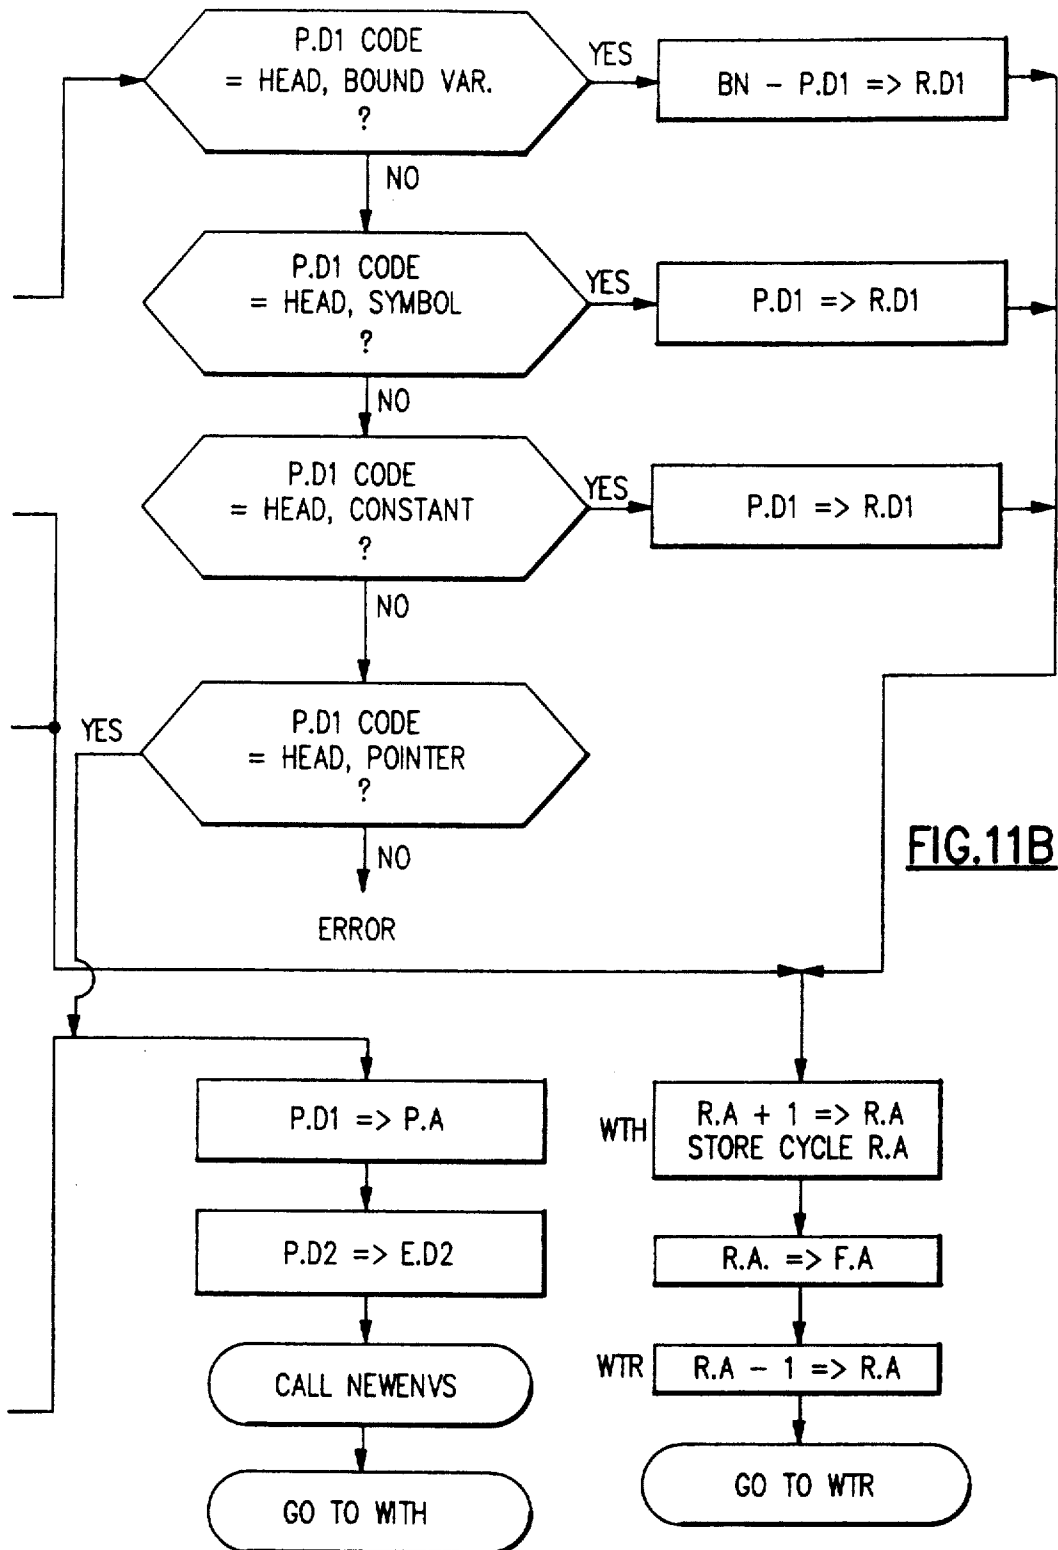 P.D1 CODE
= HEAD, BOUND VAR.
?
YES
BN - P.D1 => R.D1
NO
P.D1 CODE
= HEAD, SYMBOL
?
YES
P.D1 => R.D1
NO
P.D1 CODE
= HEAD, CONSTANT
?
YES
P.D1 => R.D1
NO
P.D1 CODE
= HEAD, POINTER
?
YES
NO
ERROR
FIG.11B
P.D1 => P.A
P.D2 => E.D2
CALL NEWENVS
GO TO WITH
WTH
R.A + 1 => R.A
STORE CYCLE R.A
R.A. => F.A
WTR
R.A - 1 => R.A
GO TO WTR